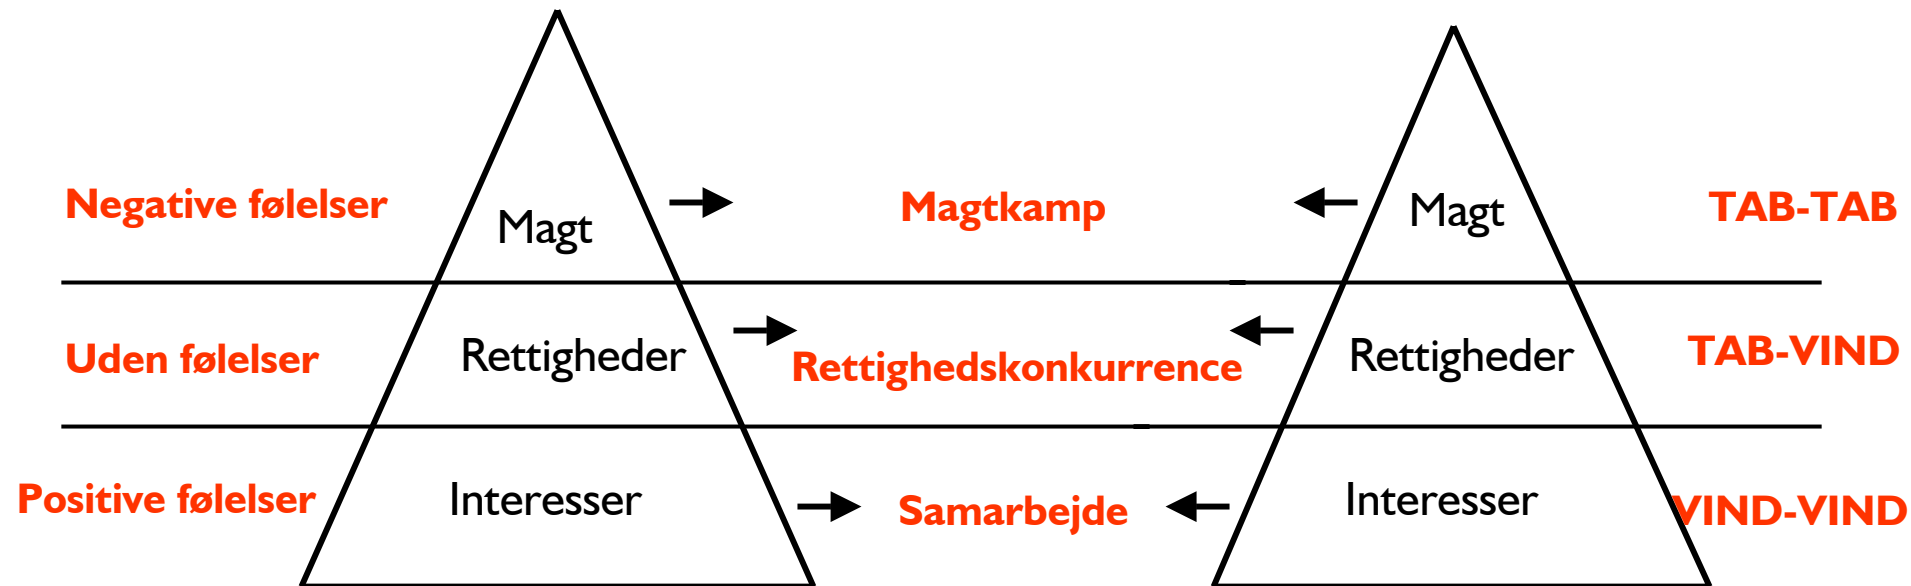 Negative følelser
Magt
Magtkamp
Magt
TAB-TAB
Uden følelser
Rettigheder
Rettighedskonkurrence
Rettigheder
TAB-VIND
Positive følelser
Interesser
Samarbejde
Interesser
VIND-VIND